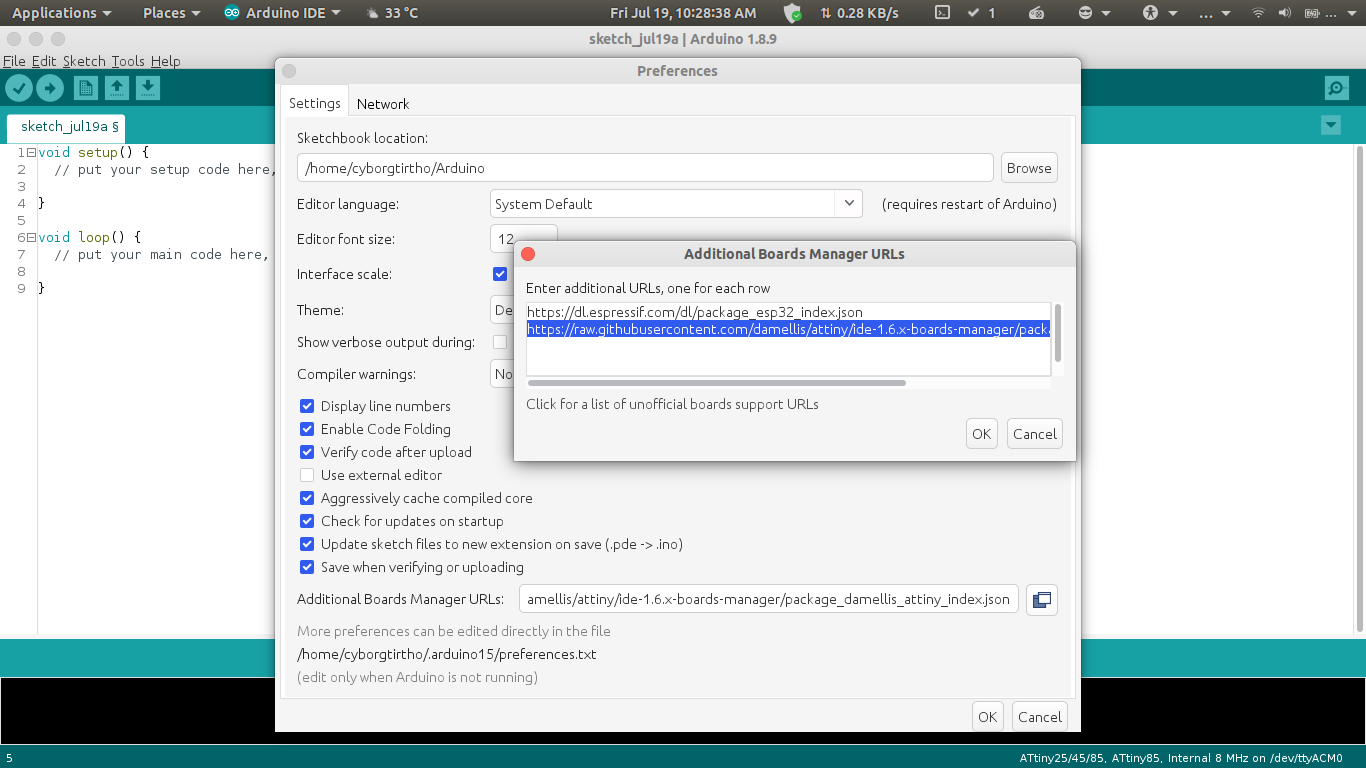 Applications Places Arduino IDE 33 °C Fri Jul 19, 10:28:38 AM 0.28 KB/s 1 ... ...
sketch_jul19a | Arduino 1.8.9
File Edit Sketch Tools Help
Preferences
Settings Network
sketch_jul19a §
1 void setup() {
2 // put your setup code here,
3
4 }
5
6 void loop() {
7 // put your main code here,
8
9 }
Sketchbook location:
/home/cyborgtirtho/Arduino Browse
Editor language: System Default (requires restart of Arduino)
Editor font size: 12
Interface scale:
Theme: De
Show verbose output during:
Compiler warnings: No
Display line numbers
Enable Code Folding
Verify code after upload
Use external editor
Aggressively cache compiled core
Check for updates on startup
Update sketch files to new extension on save (.pde -> .ino)
Save when verifying or uploading
Additional Boards Manager URLs: amellis/attiny/ide-1.6.x-boards-manager/package_damellis_attiny_index.json
More preferences can be edited directly in the file
/home/cyborgtirtho/.arduino15/preferences.txt
(edit only when Arduino is not running)
OK Cancel
Additional Boards Manager URLs
Enter additional URLs, one for each row
https://dl.espressif.com/dl/package_esp32_index.json
https://raw.githubusercontent.com/damellis/attiny/ide-1.6.x-boards-manager/pack
Click for a list of unofficial boards support URLs
OK Cancel
5 ATtiny25/45/85, ATtiny85, Internal 8 MHz on /dev/ttyACM0